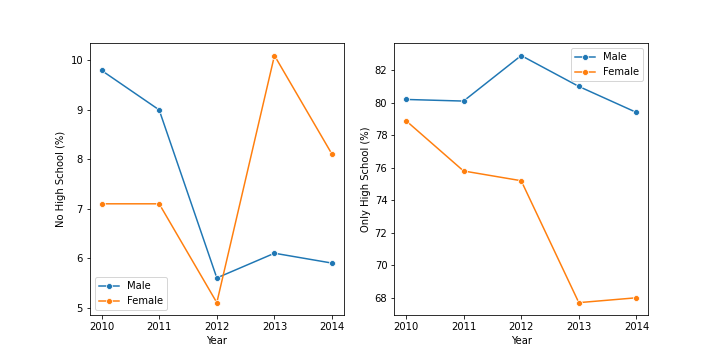 No High School (%)
10
9
8
7
6
5
Male
Female
2010 2011 2012 2013 2014
Year
Only High School (%)
82
80
78
76
74
72
70
68
Male
Female
2010 2011 2012 2013 2014
Year